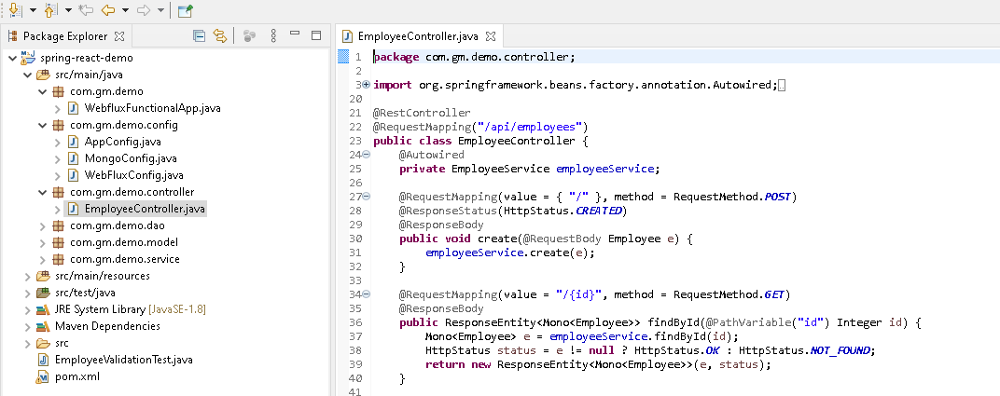 Package Explorer
spring-react-demo
src/main/java
com.gm.demo
WebfluxFunctionalApp.java
com.gm.demo.config
AppConfig.java
MongoConfig.java
WebFluxConfig.java
com.gm.demo.controller
EmployeeController.java
com.gm.demo.dao
com.gm.demo.model
com.gm.demo.service
src/main/resources
src/test/java
JRE System Library [JavaSE-1.8]
Maven Dependencies
src
EmployeeValidationTest.java
pom.xml
EmployeeController.java
1 package com.gm.demo.controller;
2
3 import org.springframework.beans.factory.annotation.Autowired;
20
21 @RestController
22 @RequestMapping("/api/employees")
23 public class EmployeeController {
24 @Autowired
25 private EmployeeService employeeService;
26
27 @RequestMapping(value = { "/" }, method = RequestMethod.POST)
28 @ResponseStatus(HttpStatus.CREATED)
29 @ResponseBody
30 public void create(@RequestBody Employee e) {
31 employeeService.create(e);
32 }
33
34 @RequestMapping(value = "/{id}", method = RequestMethod.GET)
35 @ResponseBody
36 public ResponseEntity<Mono<Employee>> findById(@PathVariable("id") Integer id) {
37 Mono<Employee> e = employeeService.findById(id);
38 HttpStatus status = e != null ? HttpStatus.OK : HttpStatus.NOT_FOUND;
39 return new ResponseEntity<Mono<Employee>>(e, status);
40 }
41